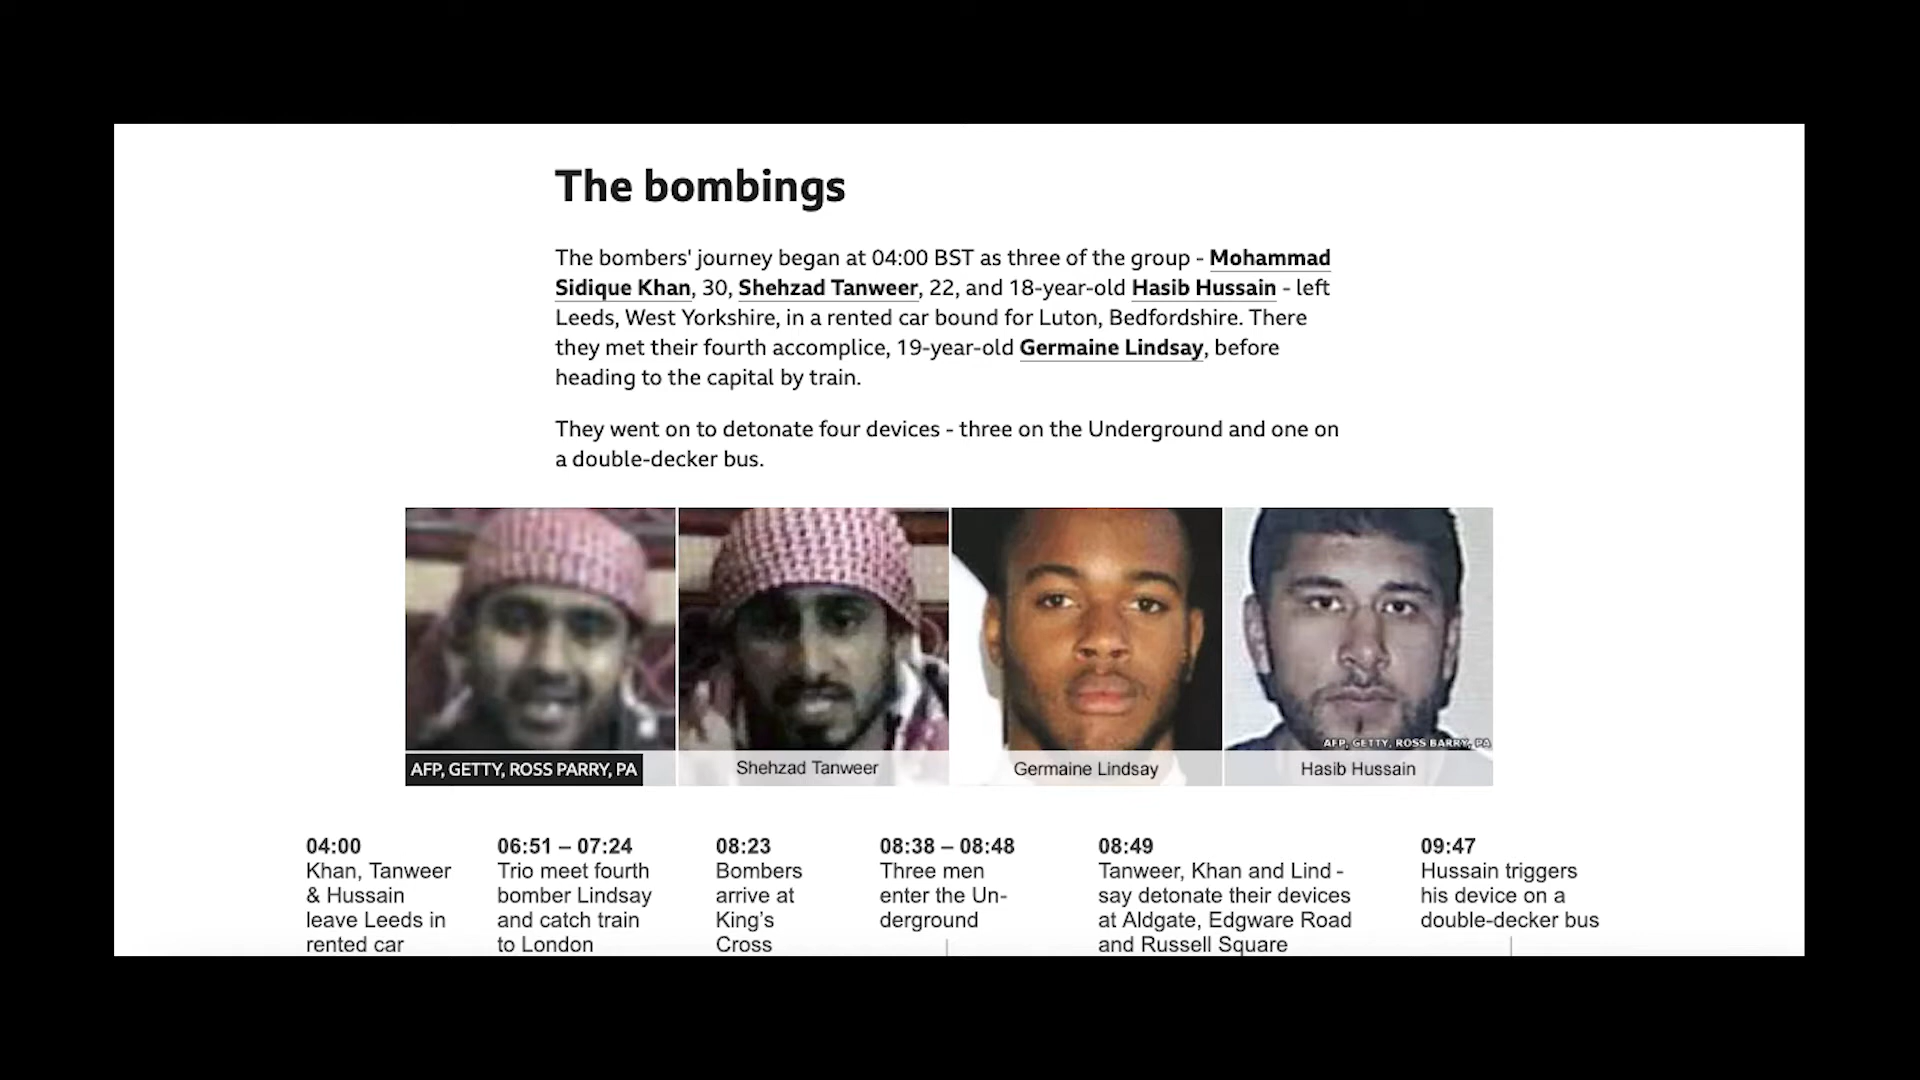 The bombings
The bombers' journey began at 04:00 BST as three of the group - Mohammad
Sidique Khan, 30, Shehzad Tanweer, 22, and 18-year-old Hasib Hussain - left
Leeds, West Yorkshire, in a rented car bound for Luton, Bedfordshire. There
they met their fourth accomplice, 19-year-old Germaine Lindsay, before
heading to the capital by train.
They went on to detonate four devices - three on the Underground and one on
a double-decker bus.
AFP, GETTY, ROSS BARRY, PA
AFP, GETTY, ROSS PARRY, PA
Shehzad Tanweer
Germaine Lindsay
Hasib Hussain
04:00
Khan, Tanweer
& Hussain
leave Leeds in
rented car
06:51 – 07:24
Trio meet fourth
bomber Lindsay
and catch train
to London
08:23
Bombers
arrive at
King's
Cross
08:38 – 08:48
Three men
enter the Un-
derground
08:49
Tanweer, Khan and Lind -
say detonate their devices
at Aldgate, Edgware Road
and Russell Square
09:47
Hussain triggers
his device on a
double-decker bus